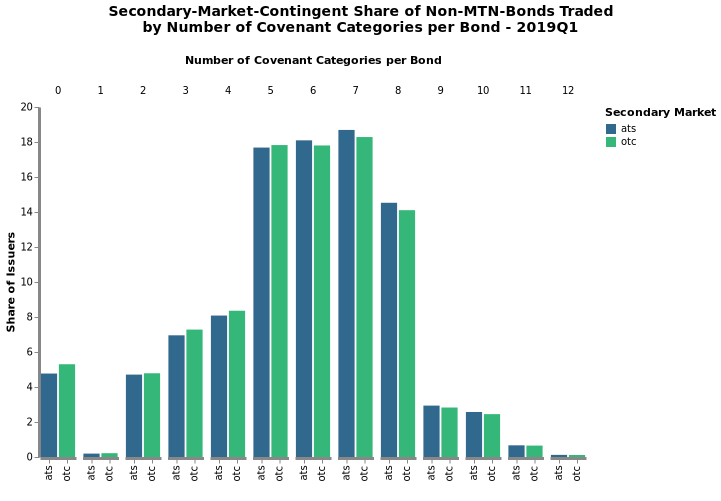 Secondary-Market-Contingent Share of Non-MTN-Bonds Traded
by Number of Covenant Categories per Bond - 2019Q1
Number of Covenant Categories per Bond
0 1 2 3 4 5 6 7 8 9 10 11 12
Secondary Market
ats
otc
Share of Issuers
20
18
16
14
12
10
8
6
4
2
0
ats otc ats otc ats otc ats otc ats otc ats otc ats otc ats otc ats otc ats otc ats otc ats otc ats otc